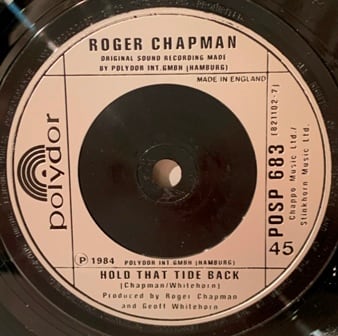 ROGER CHAPMAN
ORIGINAL SOUND RECORDING MADE
BY POLYDOR INT. GMBH (HAMBURG)
MADE IN ENGLAND
polydor
POSP 683 (821102-7)
Chappo Music Ltd./
Stinkhorn Music Ltd.
45
Ⓟ 1984 POLYDOR INT. GMBH (HAMBURG)
HOLD THAT TIDE BACK
(Chapman/Whitehorn)
Produced by Roger Chapman
and Geoff Whitehorn